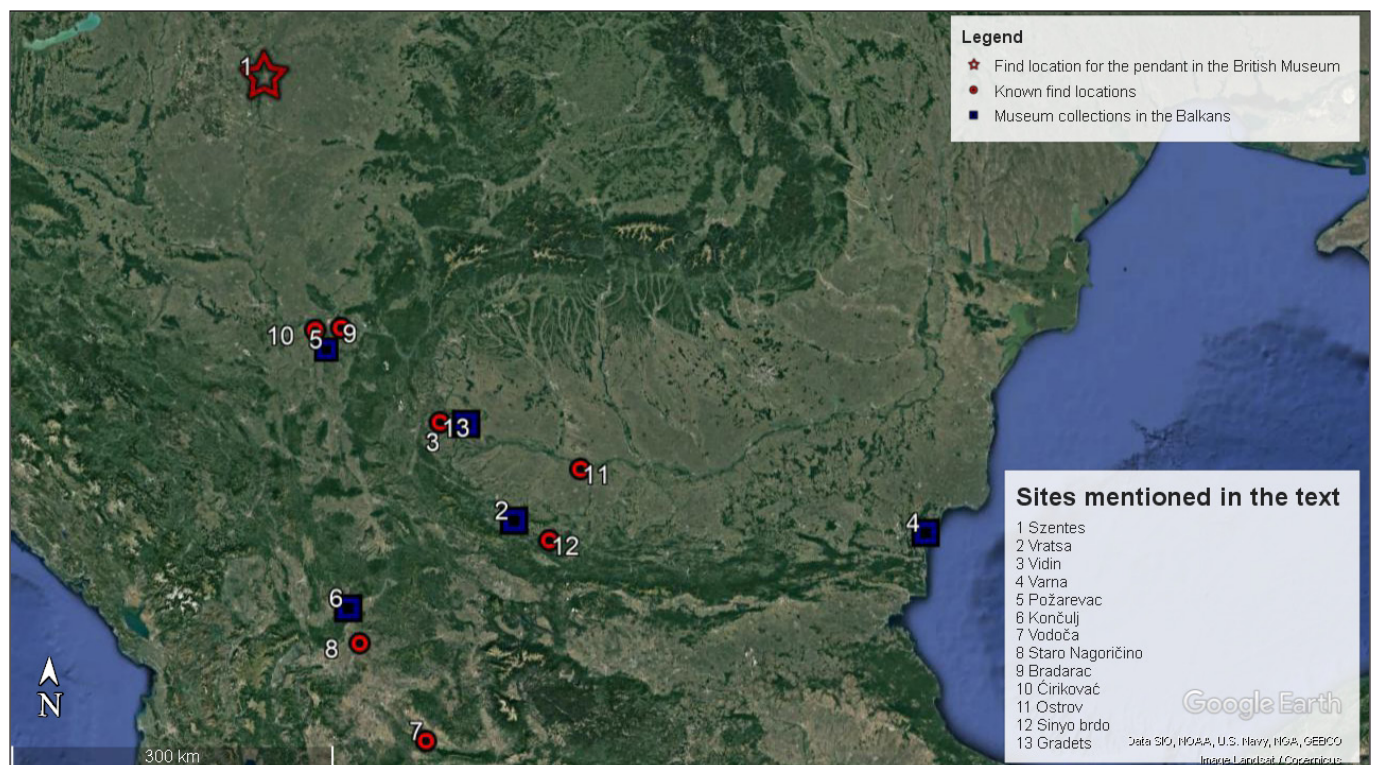 Legend
Find location for the pendant in the British Museum
Known find locations
Museum collections in the Balkans
1
10
5
9
3
13
11
2
12
4
6
8
7
N
300 km
Sites mentioned in the text
1 Szentes
2 Vratsa
3 Vidin
4 Varna
5 Požarevac
6 Končulj
7 Vodoča
8 Staro Nagoričino
9 Bradarac
10 Ćirikovać
11 Ostrov
12 Sinyo brdo
13 Gradets
Google Earth
Data SIO, NOAA, U.S. Navy, NGA, GEBCO
Image Landsat / Copernicus